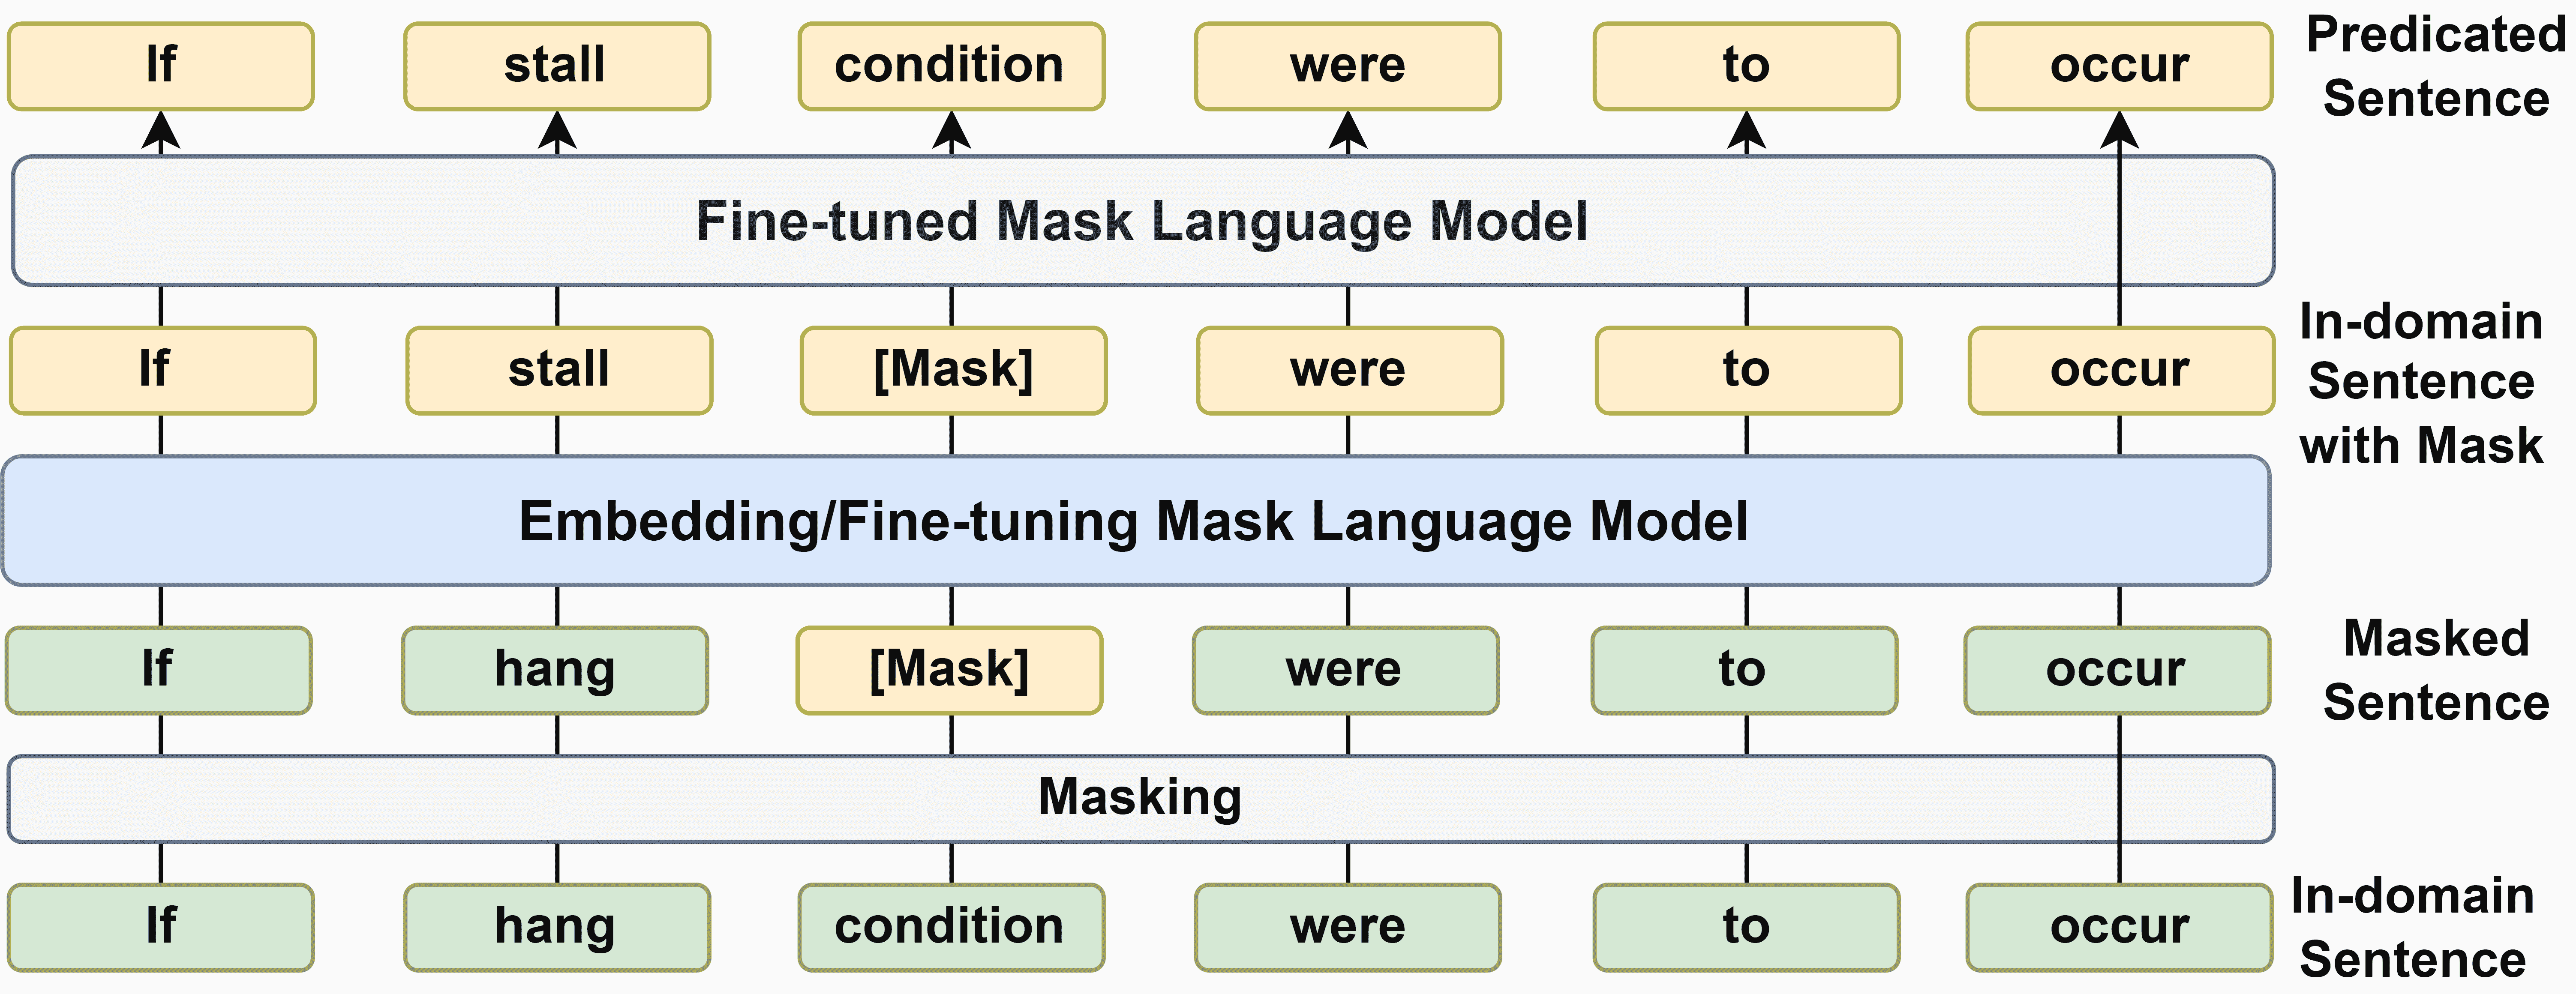 If stall condition were to occur
Predicated
Sentence
Fine-tuned Mask Language Model
If stall [Mask] were to occur
In-domain
Sentence
with Mask
Embedding/Fine-tuning Mask Language Model
If hang [Mask] were to occur
Masked
Sentence
Masking
If hang condition were to occur
In-domain
Sentence